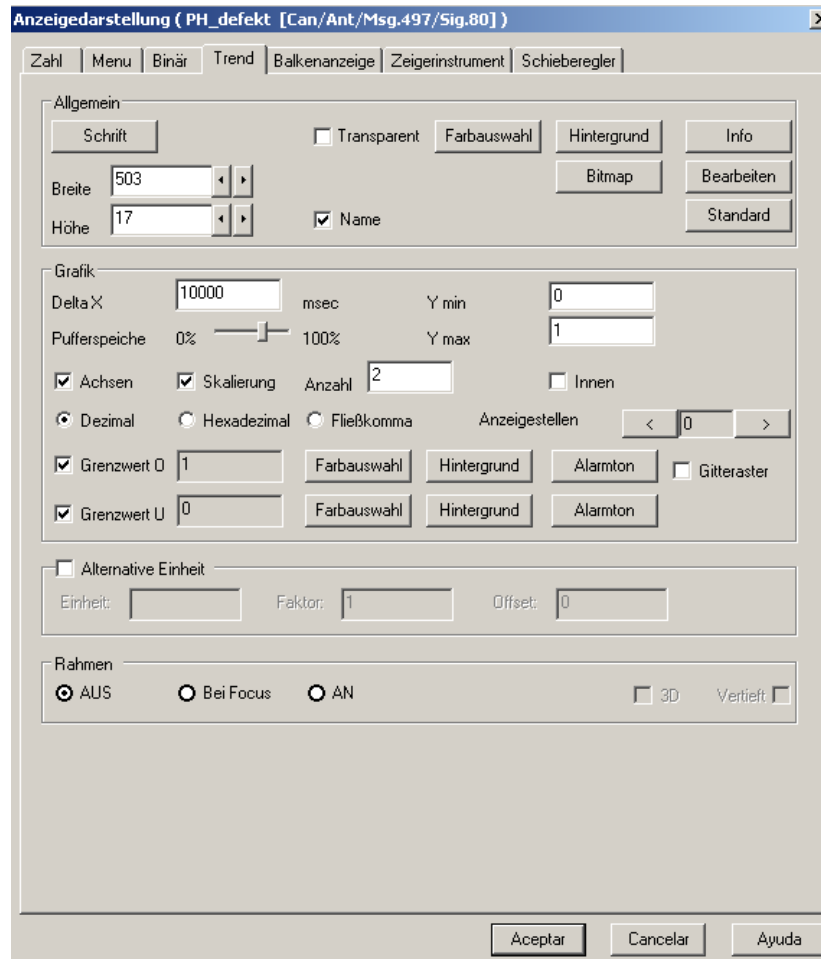 Anzeigedarstellung ( PH_defekt [Can/Ant/Msg.497/Sig.80] )
Zahl Menu Binär Trend Balkenanzeige Zeigerinstrument Schieberegler
Allgemein
Schrift Transparent Farbauswahl Hintergrund Info
Breite 503 Bitmap Bearbeiten
Höhe 17 Name Standard
Grafik
Delta X 10000 msec Y min 0
Pufferspeiche 0% 100% Y max 1
Achsen Skalierung Anzahl 2 Innen
Dezimal Hexadezimal Fließkomma Anzeigestellen < 0 >
Grenzwert O 1 Farbauswahl Hintergrund Alarmton Gitteraster
Grenzwert U 0 Farbauswahl Hintergrund Alarmton
Alternative Einheit
Einheit: Faktor: 1 Offset: 0
Rahmen
AUS Bei Focus AN 3D Vertieft
Aceptar Cancelar Ayuda